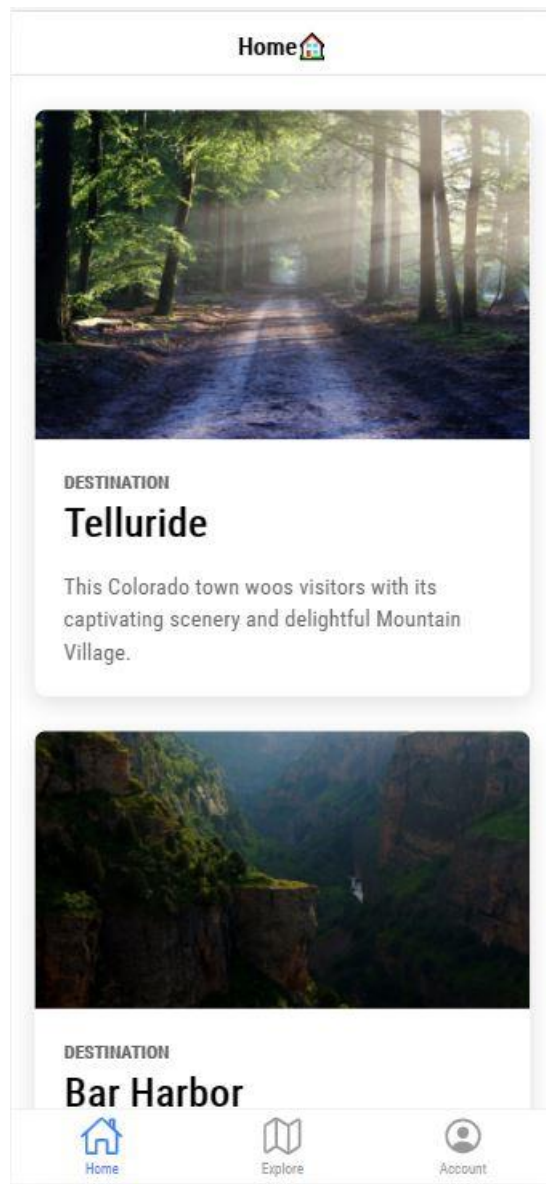 Home🏠
DESTINATION
Telluride
This Colorado town woos visitors with its
captivating scenery and delightful Mountain
Village.
DESTINATION
Bar Harbor
Home
Explore
Account